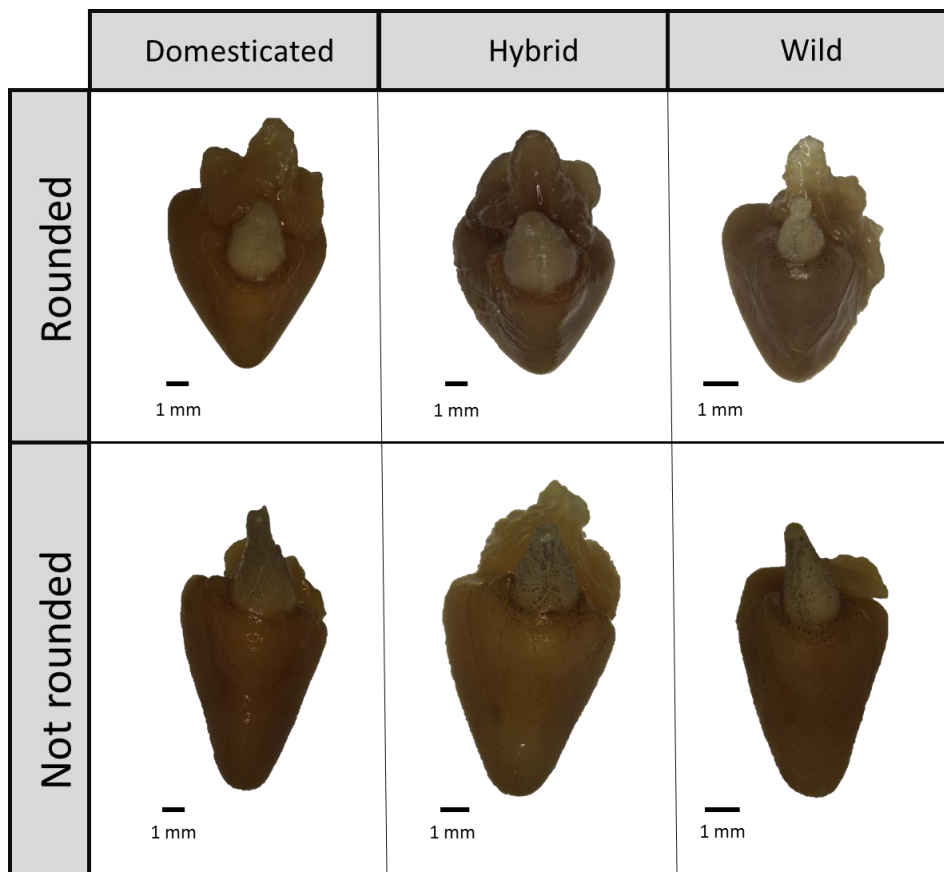 Domesticated Hybrid Wild
Rounded
1 mm 1 mm 1 mm
Not rounded
1 mm 1 mm 1 mm